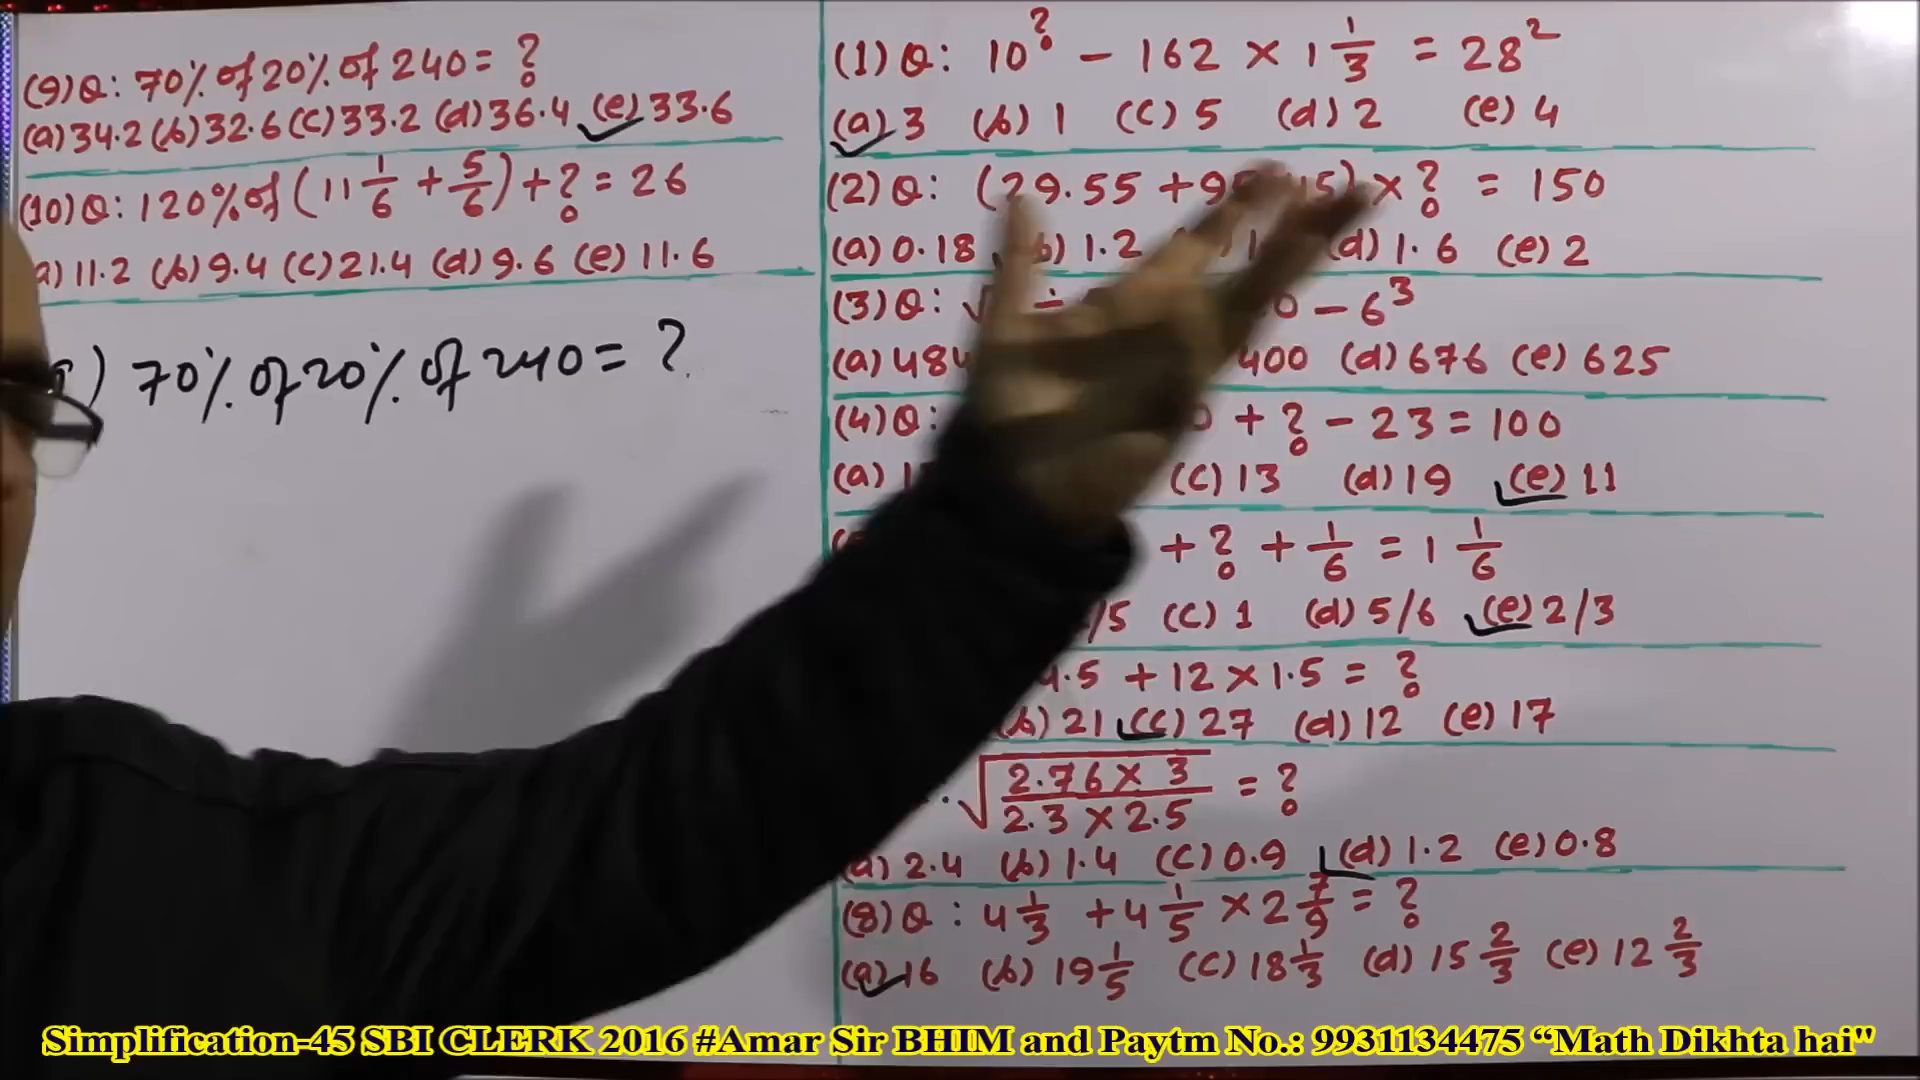 (9) Q: 70% of 20% of 240 = ?
(a) 34.2 (b) 32.6 (c) 33.2 (d) 36.4 (e) 33.6
(10) Q: 120% of (11 1/6 + 5/6) + ? = 26
a) 11.2 (b) 9.4 (c) 21.4 (d) 9.6 (e) 11.6
) 70% of 20% of 240 = ?
(1) Q: 10^? - 162 × 1 1/3 = 28²
(a) 3 (b) 1 (c) 5 (d) 2 (e) 4
(2) Q: (29.55 + 9 ) × ? = 150
(a) 0.18 (b) 1.2 (d) 1.6 (e) 2
(3) Q: √ ÷ 0 - 6³
(a) 484 400 (d) 676 (e) 625
(4) Q: 0 + ? - 23 = 100
(a) 1 (c) 13 (d) 19 (e) 11
+ ? + 1/6 = 1 1/6
/5 (c) 1 (d) 5/6 (e) 2/3
4.5 + 12 × 1.5 = ?
(b) 21 (c) 27 (d) 12 (e) 17
√(2.76 × 3 / 2.3 × 2.5) = ?
(a) 2.4 (b) 1.4 (c) 0.9 (d) 1.2 (e) 0.8
(8) Q: 4 1/3 + 4 1/5 × 2 7/9 = ?
(a) 16 (b) 19 1/5 (c) 18 1/3 (d) 15 2/3 (e) 12 2/3
Simplification-45 SBI CLERK 2016 #Amar Sir BHIM and Paytm No.: 9931134475 “Math Dikhta hai"